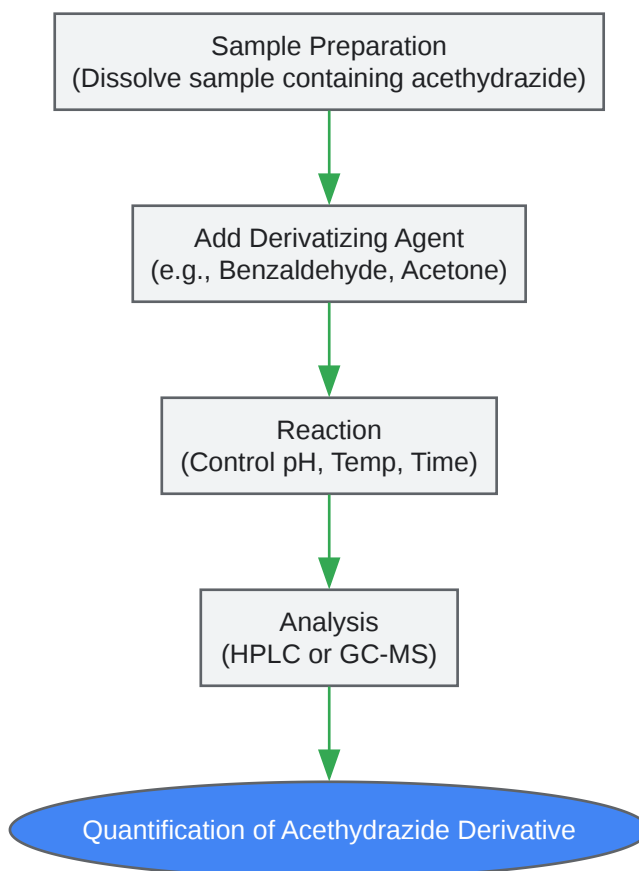 Sample Preparation
(Dissolve sample containing acethydrazide)
Add Derivatizing Agent
(e.g., Benzaldehyde, Acetone)
Reaction
(Control pH, Temp, Time)
Analysis
(HPLC or GC-MS)
Quantification of Acethydrazide Derivative